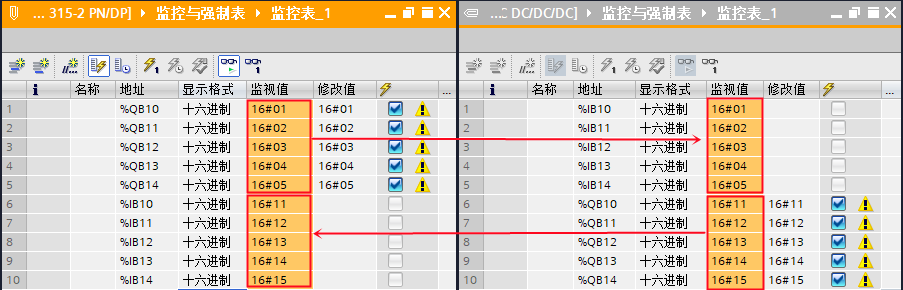 ... 315-2 PN/DP] ▸ 监控与强制表 ▸ 监控表_1
i 名称 地址 显示格式 监视值 修改值 ...
1 %QB10 十六进制 16#01 16#01
2 %QB11 十六进制 16#02 16#02
3 %QB12 十六进制 16#03 16#03
4 %QB13 十六进制 16#04 16#04
5 %QB14 十六进制 16#05 16#05
6 %IB10 十六进制 16#11
7 %IB11 十六进制 16#12
8 %IB12 十六进制 16#13
9 %IB13 十六进制 16#14
10 %IB14 十六进制 16#15
...C DC/DC/DC] ▸ 监控与强制表 ▸ 监控表_1
i 名称 地址 显示格式 监视值 修改值 ...
1 %IB10 十六进制 16#01
2 %IB11 十六进制 16#02
3 %IB12 十六进制 16#03
4 %IB13 十六进制 16#04
5 %IB14 十六进制 16#05
6 %QB10 十六进制 16#11 16#11
7 %QB11 十六进制 16#12 16#12
8 %QB12 十六进制 16#13 16#13
9 %QB13 十六进制 16#14 16#14
10 %QB14 十六进制 16#15 16#15